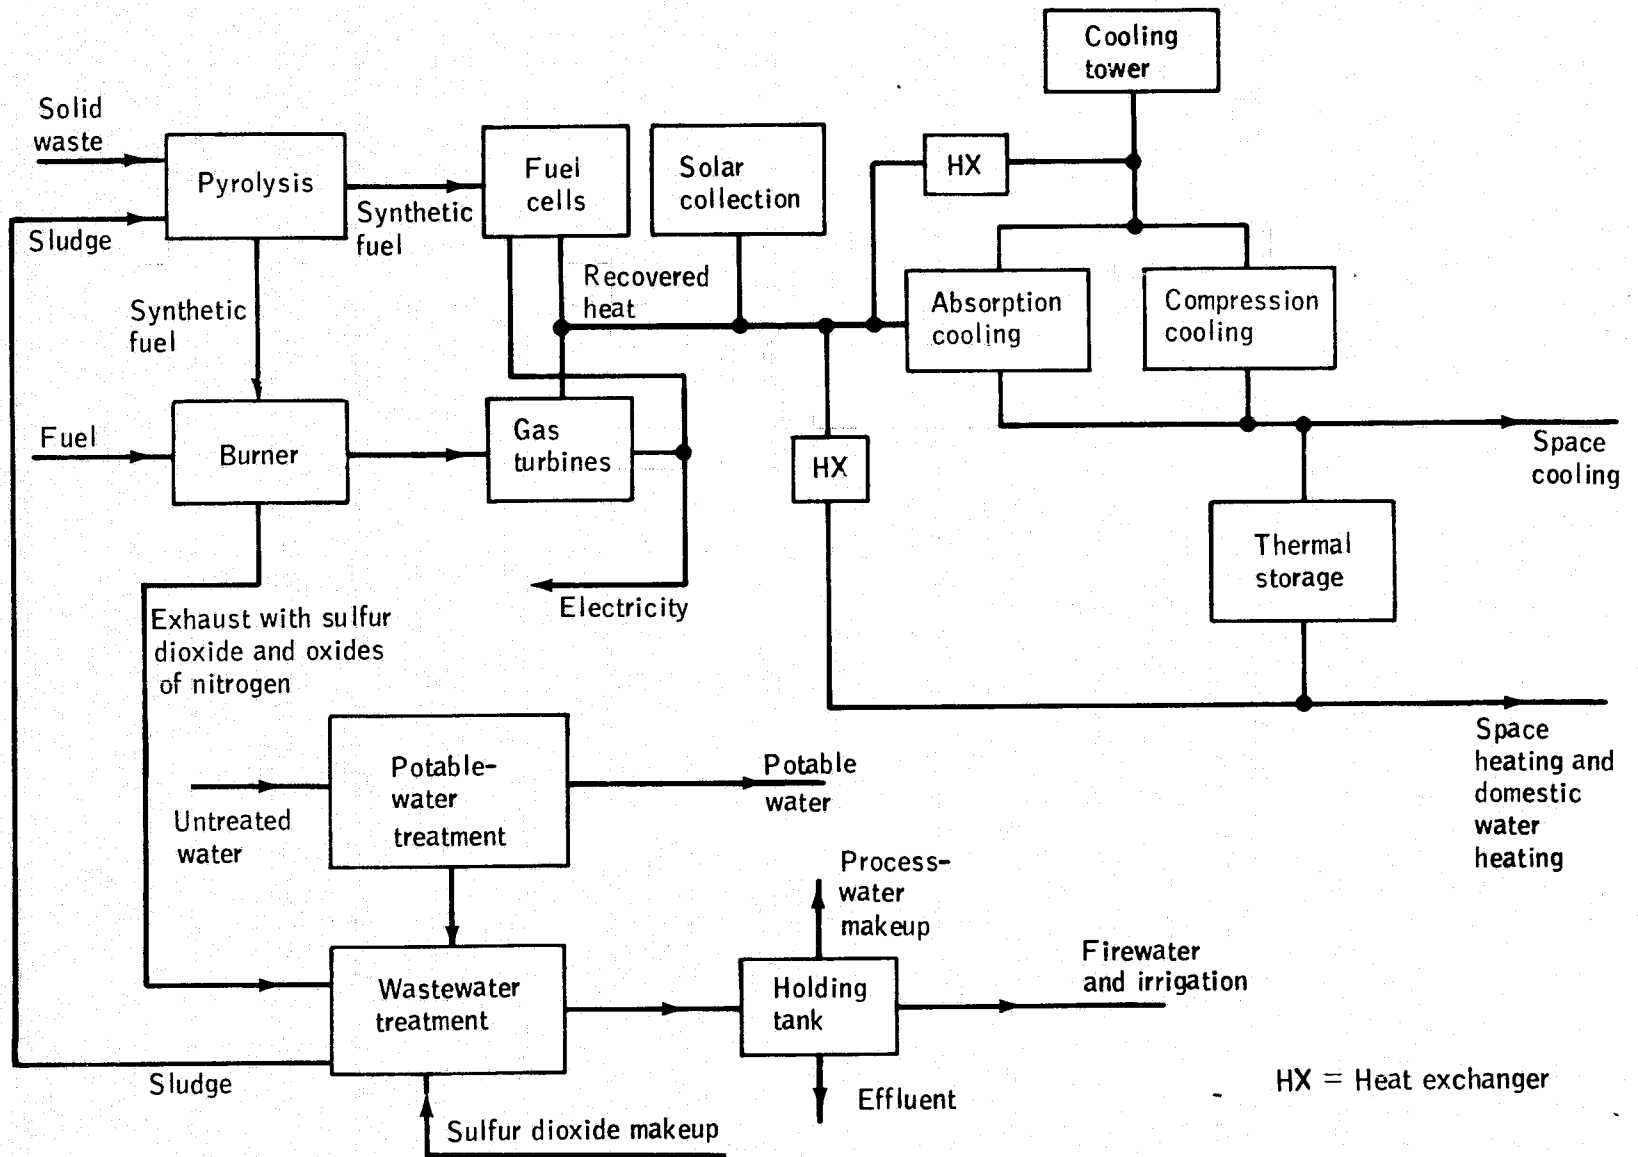 Cooling
tower
Solid
waste
Pyrolysis
Synthetic
fuel
Fuel
cells
Solar
collection
HX
Sludge
Recovered
heat
Absorption
cooling
Compression
cooling
Synthetic
fuel
Fuel
Burner
Gas
turbines
HX
Space
cooling
Thermal
storage
Electricity
Exhaust with sulfur
dioxide and oxides
of nitrogen
Space
heating and
domestic
water
heating
Potable-
water
treatment
Potable
water
Untreated
water
Process-
water
makeup
Firewater
and irrigation
Wastewater
treatment
Holding
tank
Sludge
Effluent
HX = Heat exchanger
Sulfur dioxide makeup